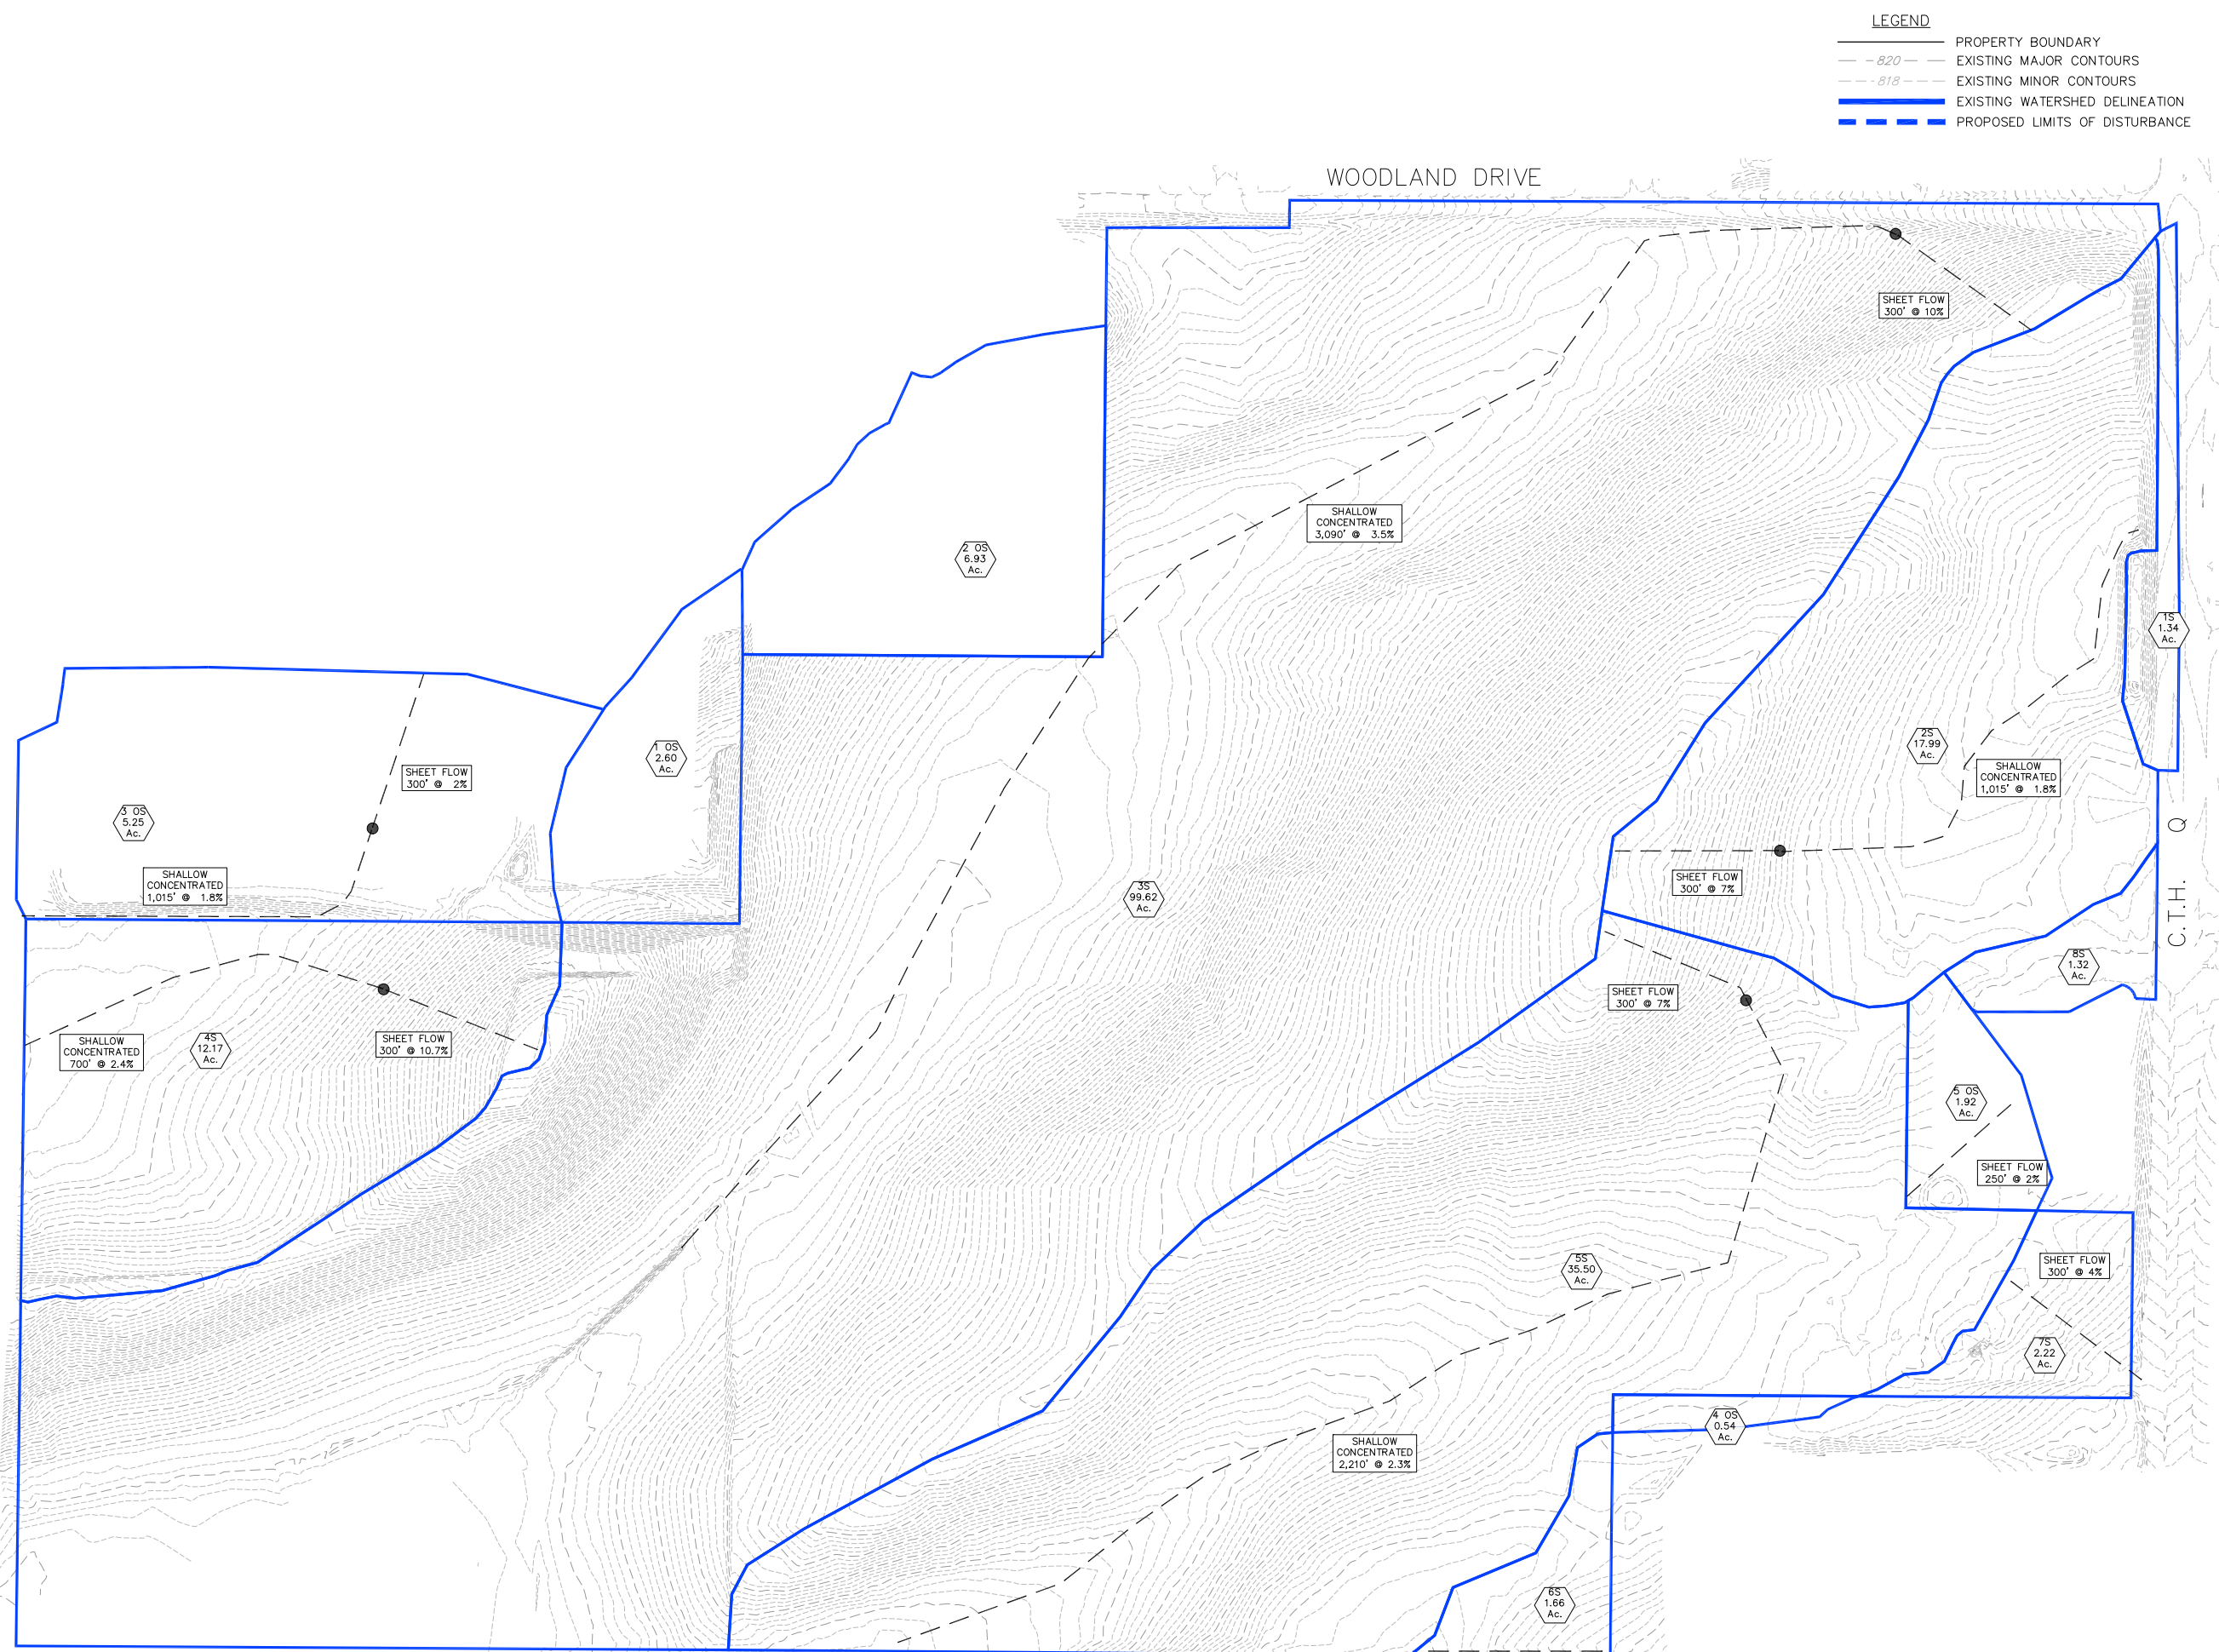 LEGEND
PROPERTY BOUNDARY
820
EXISTING MAJOR CONTOURS
818
EXISTING MINOR CONTOURS
EXISTING WATERSHED DELINEATION
PROPOSED LIMITS OF DISTURBANCE
WOODLAND DRIVE
SHEET FLOW
300' @ 10%
SHALLOW
CONCENTRATED
3,090' @ 3.5%
2 OS
6.93
Ac.
1S
1.34
Ac.
2S
17.99
Ac.
SHALLOW
CONCENTRATED
1,015' @ 1.8%
1 OS
2.60
Ac.
SHEET FLOW
300' @ 2%
3 OS
5.25
Ac.
SHALLOW
CONCENTRATED
1,015' @ 1.8%
3S
99.62
Ac.
SHEET FLOW
300' @ 7%
C.T.H. Q
8S
1.32
Ac.
SHEET FLOW
300' @ 7%
SHALLOW
CONCENTRATED
700' @ 2.4%
4S
12.17
Ac.
SHEET FLOW
300' @ 10.7%
5 OS
1.92
Ac.
SHEET FLOW
250' @ 2%
5S
35.50
Ac.
SHEET FLOW
300' @ 4%
7S
2.22
Ac.
4 OS
0.54
Ac.
SHALLOW
CONCENTRATED
2,210' @ 2.3%
6S
1.66
Ac.